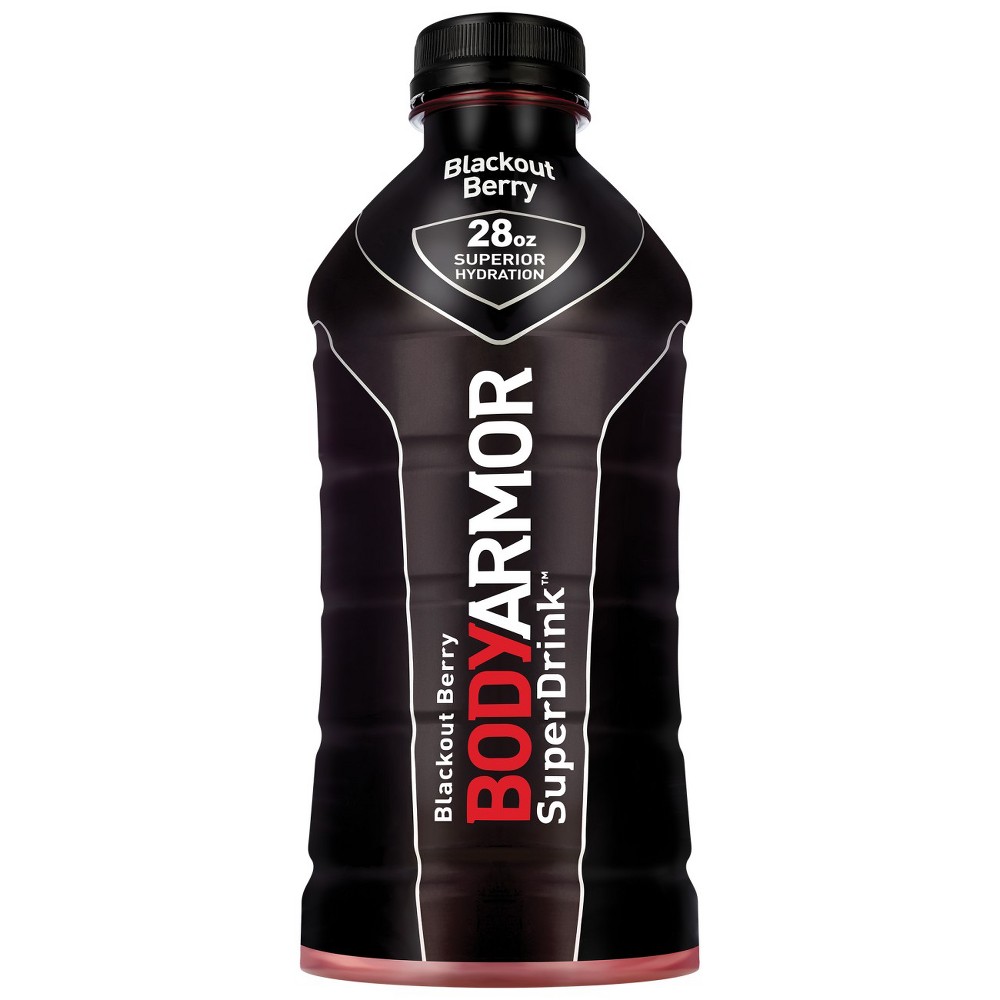 Blackout
Berry
28oz
SUPERIOR
HYDRATION
Blackout Berry
BODYARMOR
SuperDrink™